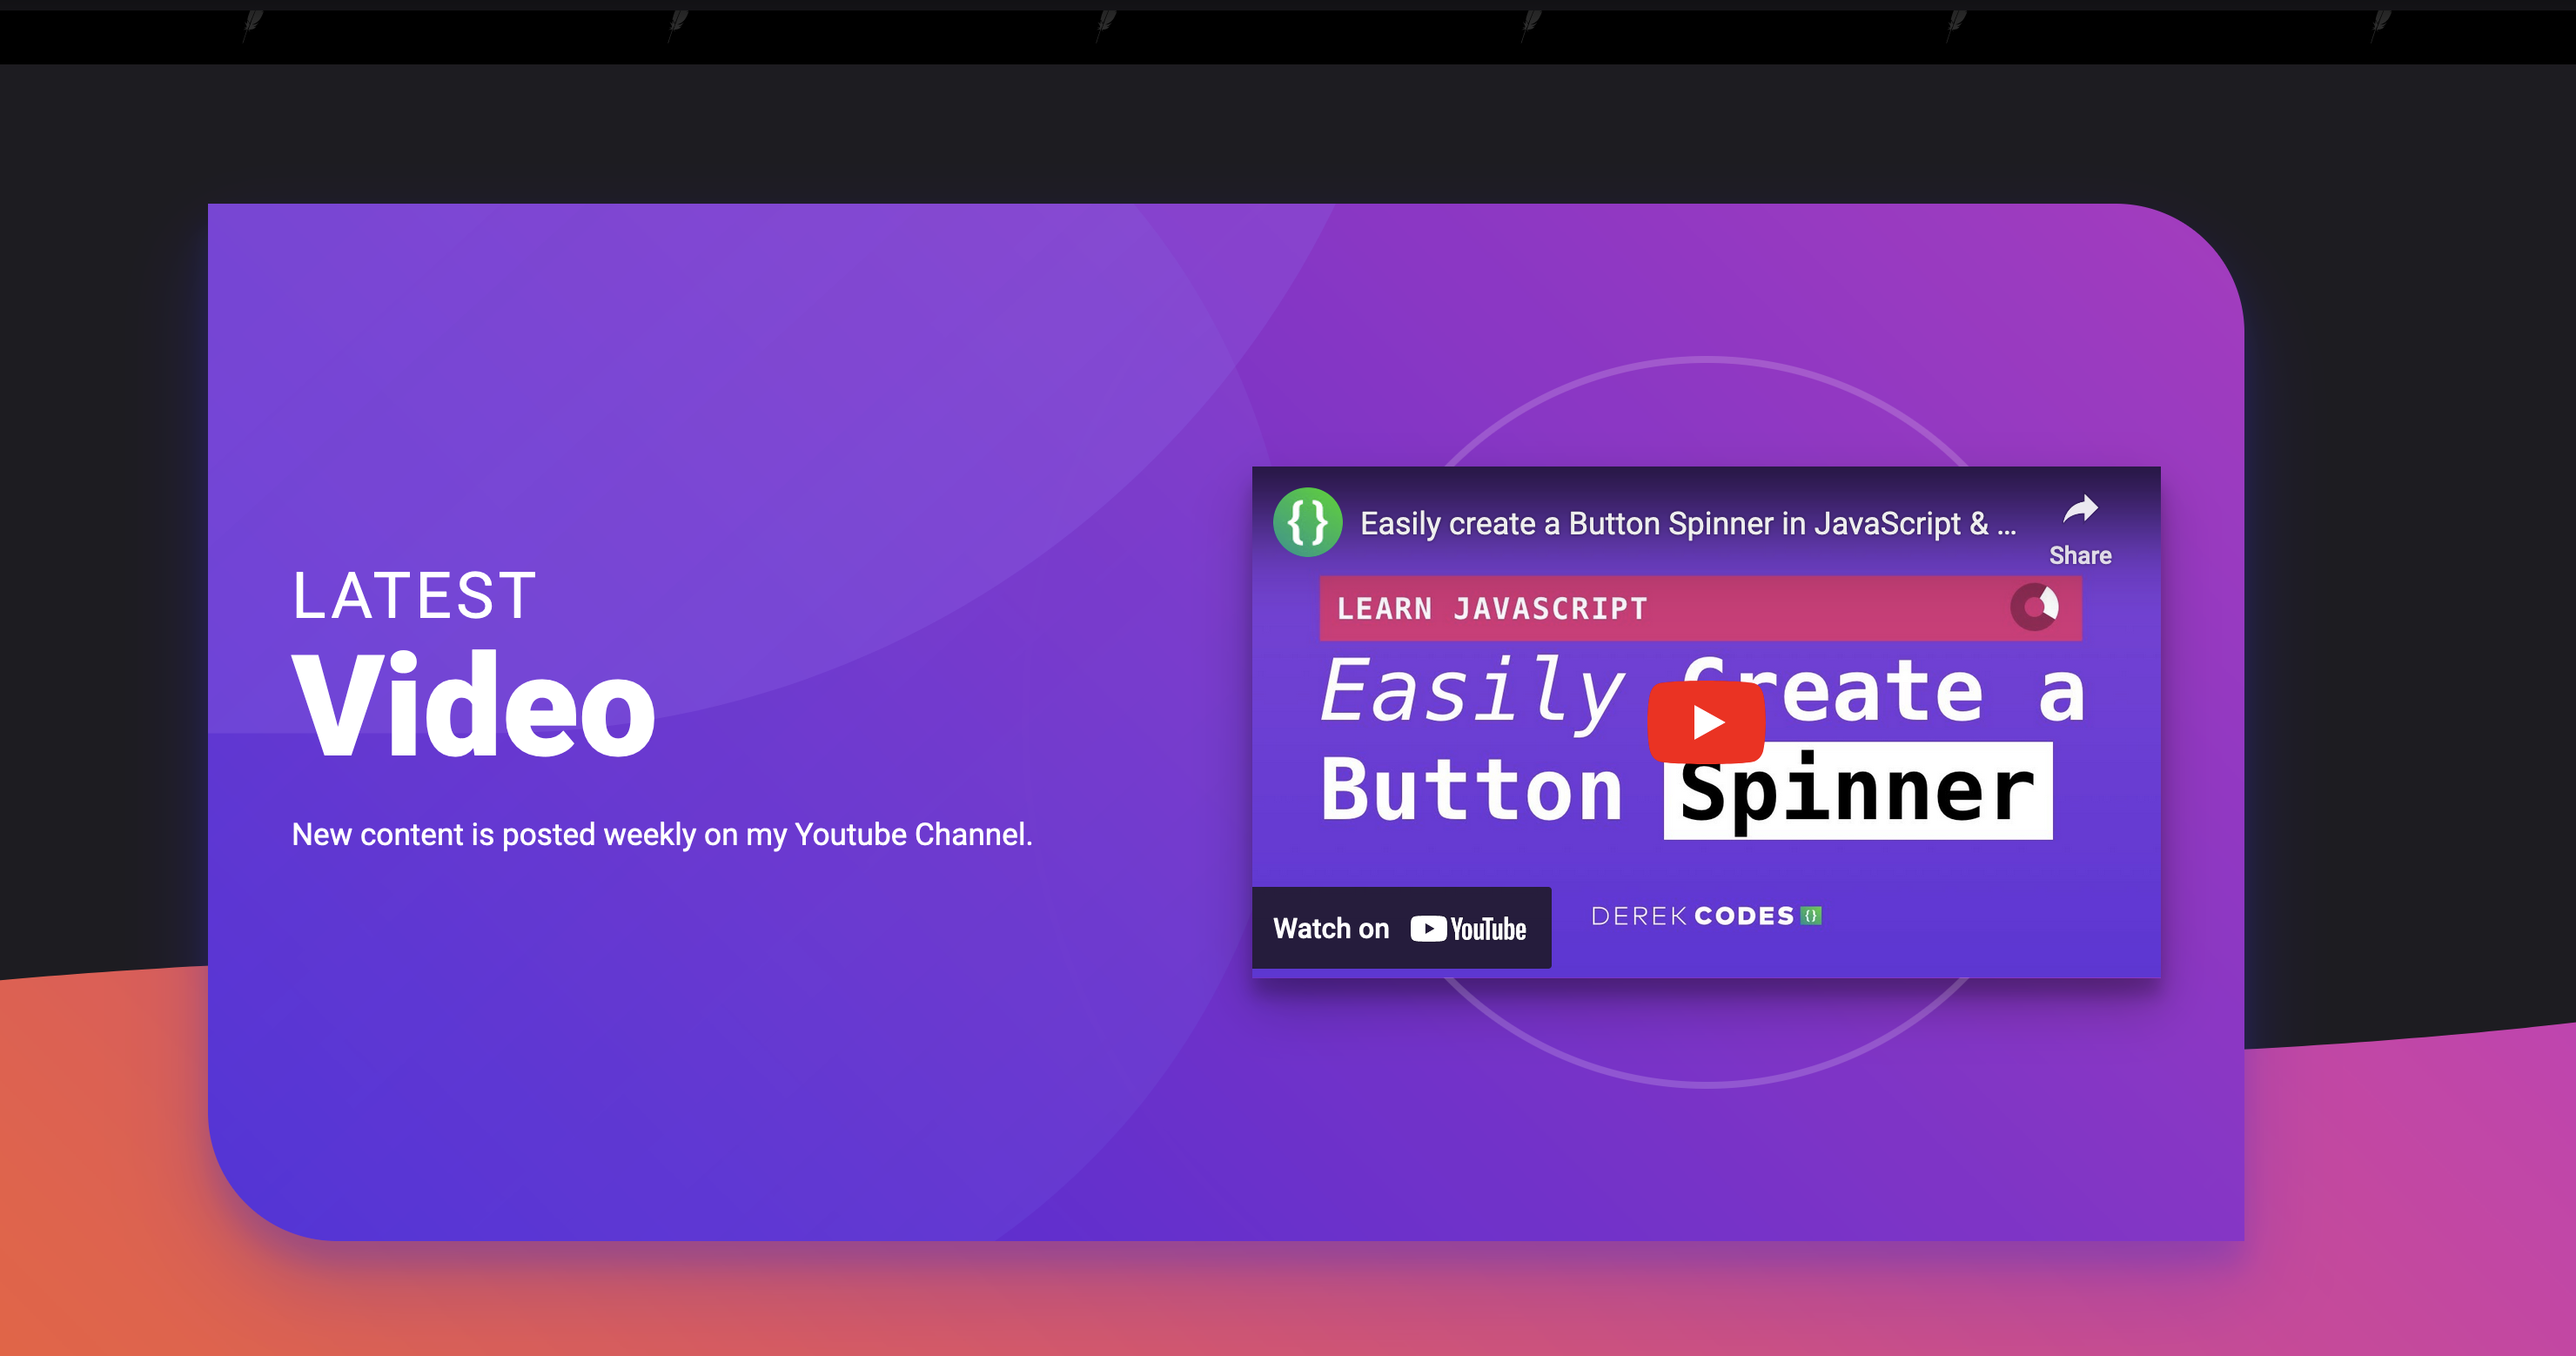 LATEST
Video
New content is posted weekly on my Youtube Channel.
Easily create a Button Spinner in JavaScript & ...
Share
LEARN JAVASCRIPT
Easily Create a
Button Spinner
Watch on YouTube
DEREK CODES {}